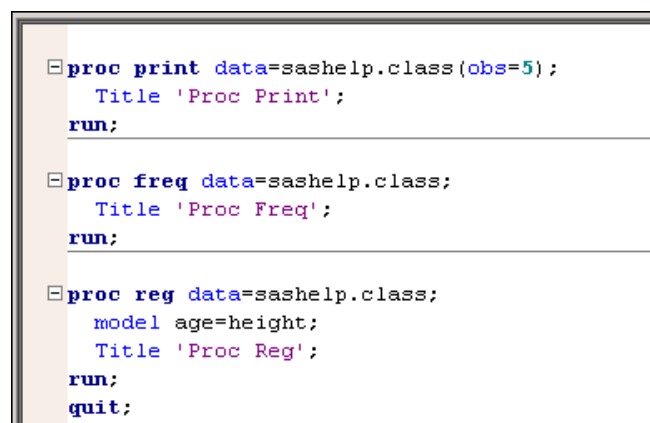 proc print data=sashelp.class(obs=5);
Title 'Proc Print';
run;
proc freq data=sashelp.class;
Title 'Proc Freq';
run;
proc reg data=sashelp.class;
model age=height;
Title 'Proc Reg';
run;
quit;